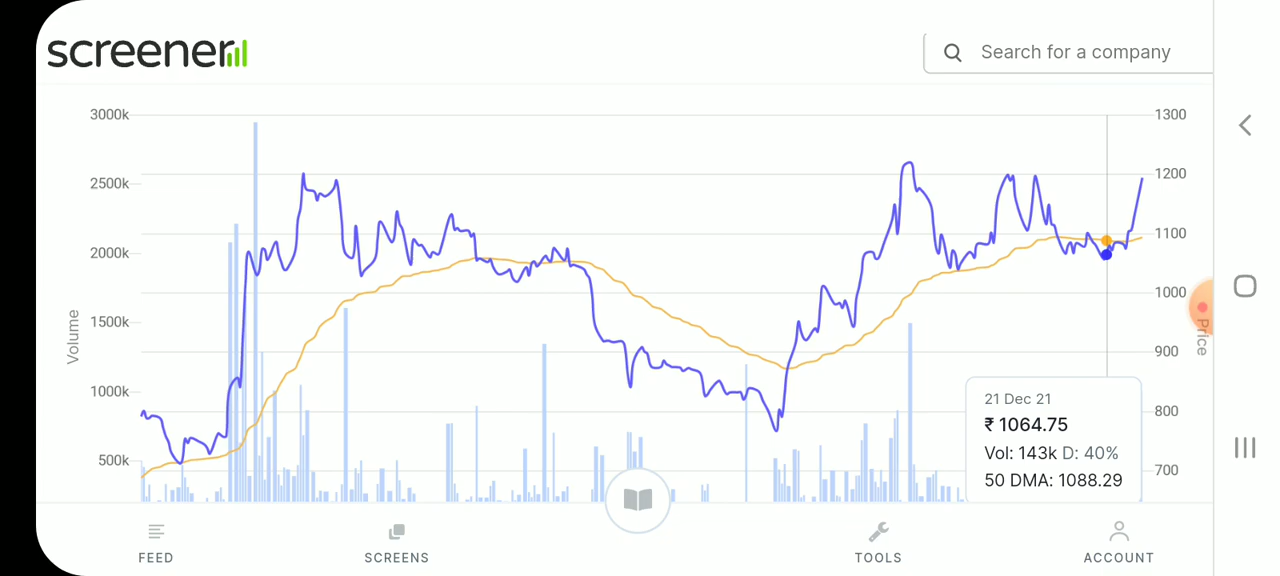 screener
Search for a company
3000k
2500k
2000k
1500k
1000k
500k
Volume
1300
1200
1100
1000
900
800
700
Price
21 Dec 21
₹ 1064.75
Vol: 143k D: 40%
50 DMA: 1088.29
FEED
SCREENS
TOOLS
ACCOUNT